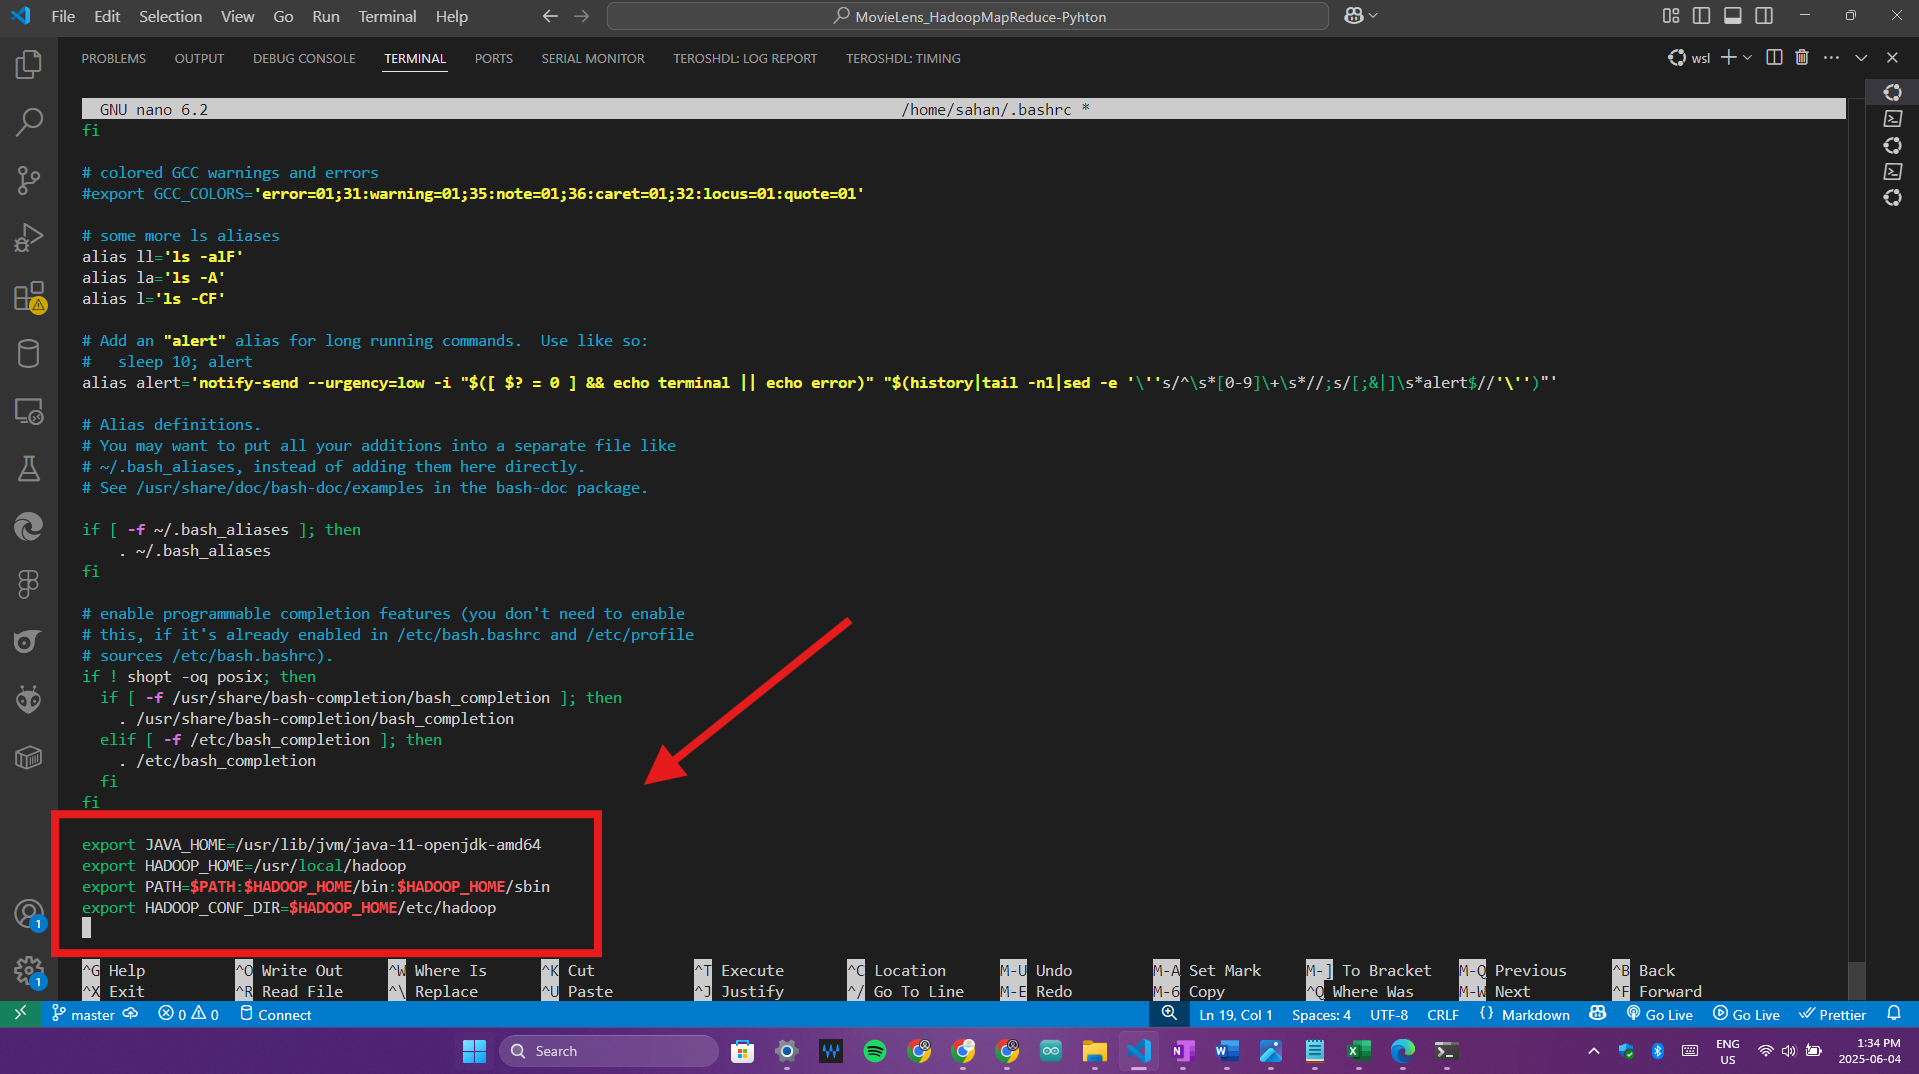 File Edit Selection View Go Run Terminal Help
MovieLens_HadoopMapReduce-Pyhton
PROBLEMS OUTPUT DEBUG CONSOLE TERMINAL PORTS SERIAL MONITOR TEROSHDL: LOG REPORT TEROSHDL: TIMING
wsl
GNU nano 6.2 /home/sahan/.bashrc *
fi
# colored GCC warnings and errors
#export GCC_COLORS='error=01;31:warning=01;35:note=01;36:caret=01;32:locus=01:quote=01'
# some more ls aliases
alias ll='ls -alF'
alias la='ls -A'
alias l='ls -CF'
# Add an "alert" alias for long running commands.  Use like so:
#   sleep 10; alert
alias alert='notify-send --urgency=low -i "$([ $? = 0 ] && echo terminal || echo error)" "$(history|tail -n1|sed -e '\''s/^\s*[0-9]\+\s*//;s/[;&|]\s*alert$//'\'')"'
# Alias definitions.
# You may want to put all your additions into a separate file like
# ~/.bash_aliases, instead of adding them here directly.
# See /usr/share/doc/bash-doc/examples in the bash-doc package.
if [ -f ~/.bash_aliases ]; then
    . ~/.bash_aliases
fi
# enable programmable completion features (you don't need to enable
# this, if it's already enabled in /etc/bash.bashrc and /etc/profile
# sources /etc/bash.bashrc).
if ! shopt -oq posix; then
  if [ -f /usr/share/bash-completion/bash_completion ]; then
    . /usr/share/bash-completion/bash_completion
  elif [ -f /etc/bash_completion ]; then
    . /etc/bash_completion
  fi
fi
export JAVA_HOME=/usr/lib/jvm/java-11-openjdk-amd64
export HADOOP_HOME=/usr/local/hadoop
export PATH=$PATH:$HADOOP_HOME/bin:$HADOOP_HOME/sbin
export HADOOP_CONF_DIR=$HADOOP_HOME/etc/hadoop
1
^G Help ^O Write Out ^W Where Is ^K Cut ^T Execute ^C Location M-U Undo M-A Set Mark M-] To Bracket M-Q Previous ^B Back
1
^X Exit ^R Read File ^\ Replace ^U Paste ^J Justify ^/ Go To Line M-E Redo M-6 Copy ^Q Where Was M-W Next ^F Forward
master 0 0 Connect Ln 19, Col 1 Spaces: 4 UTF-8 CRLF {} Markdown Go Live Go Live Prettier
Search ENG US 1:34 PM 2025-06-04